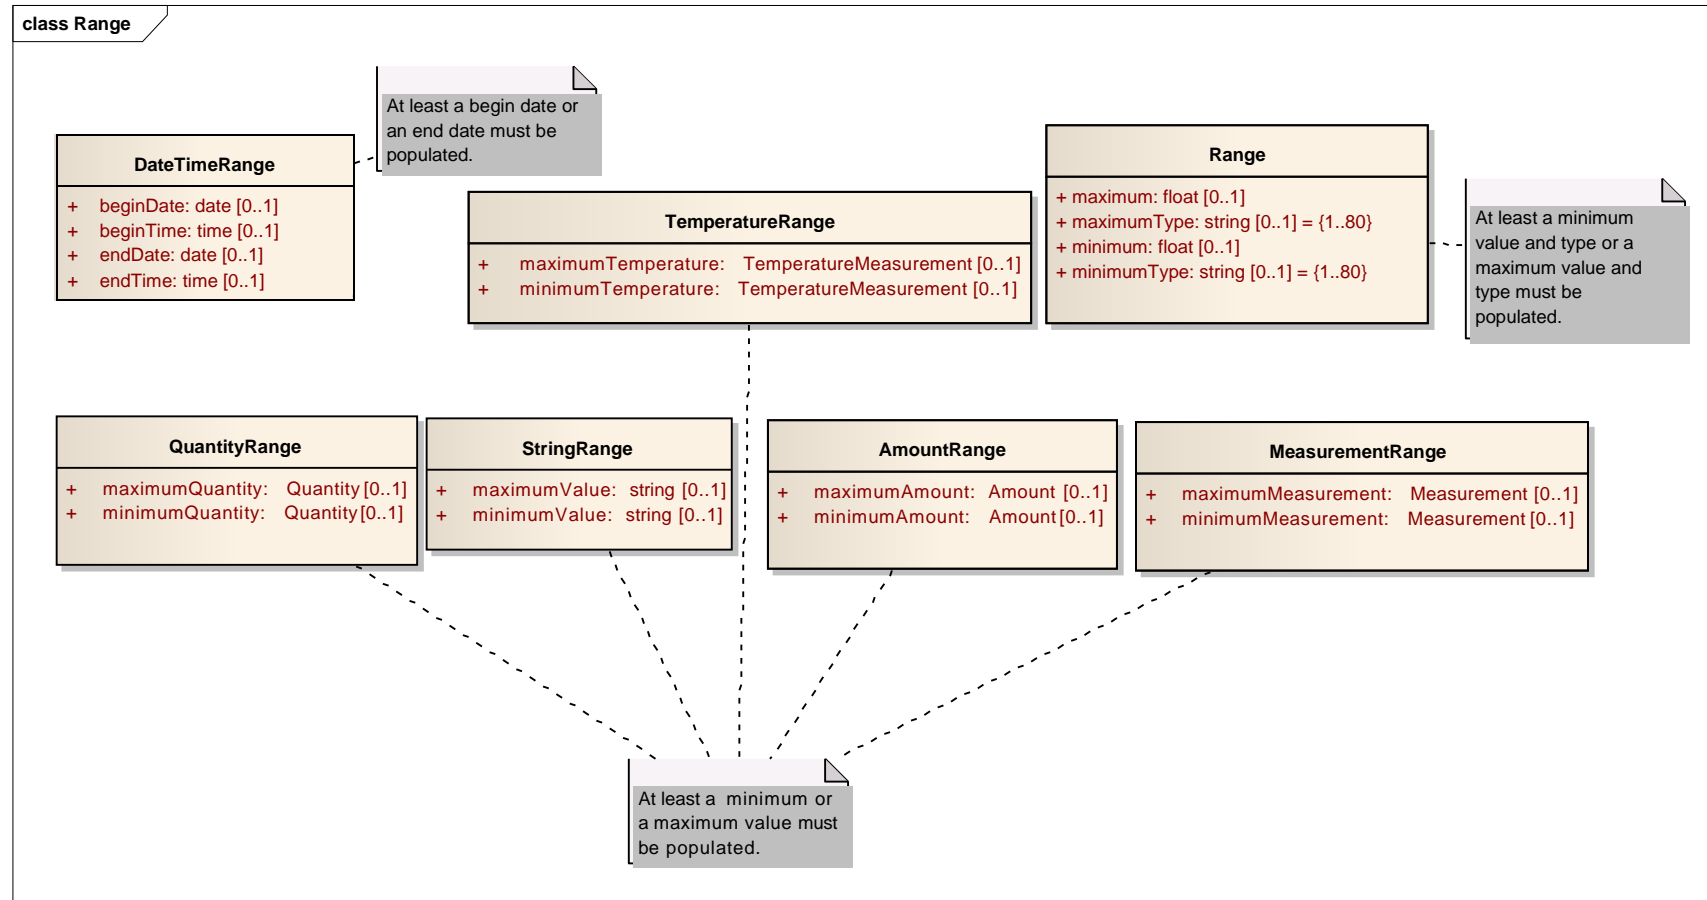 class Range
At least a begin date or
an end date must be
populated.
DateTimeRange
+ beginDate: date [0..1]
+ beginTime: time [0..1]
+ endDate: date [0..1]
+ endTime: time [0..1]
TemperatureRange
+ maximumTemperature: TemperatureMeasurement [0..1]
+ minimumTemperature: TemperatureMeasurement [0..1]
Range
+ maximum: float [0..1]
+ maximumType: string [0..1] = {1..80}
+ minimum: float [0..1]
+ minimumType: string [0..1] = {1..80}
At least a minimum
value and type or a
maximum value and
type must be
populated.
QuantityRange
+ maximumQuantity: Quantity [0..1]
+ minimumQuantity: Quantity [0..1]
StringRange
+ maximumValue: string [0..1]
+ minimumValue: string [0..1]
AmountRange
+ maximumAmount: Amount [0..1]
+ minimumAmount: Amount [0..1]
MeasurementRange
+ maximumMeasurement: Measurement [0..1]
+ minimumMeasurement: Measurement [0..1]
At least a minimum or
a maximum value must
be populated.